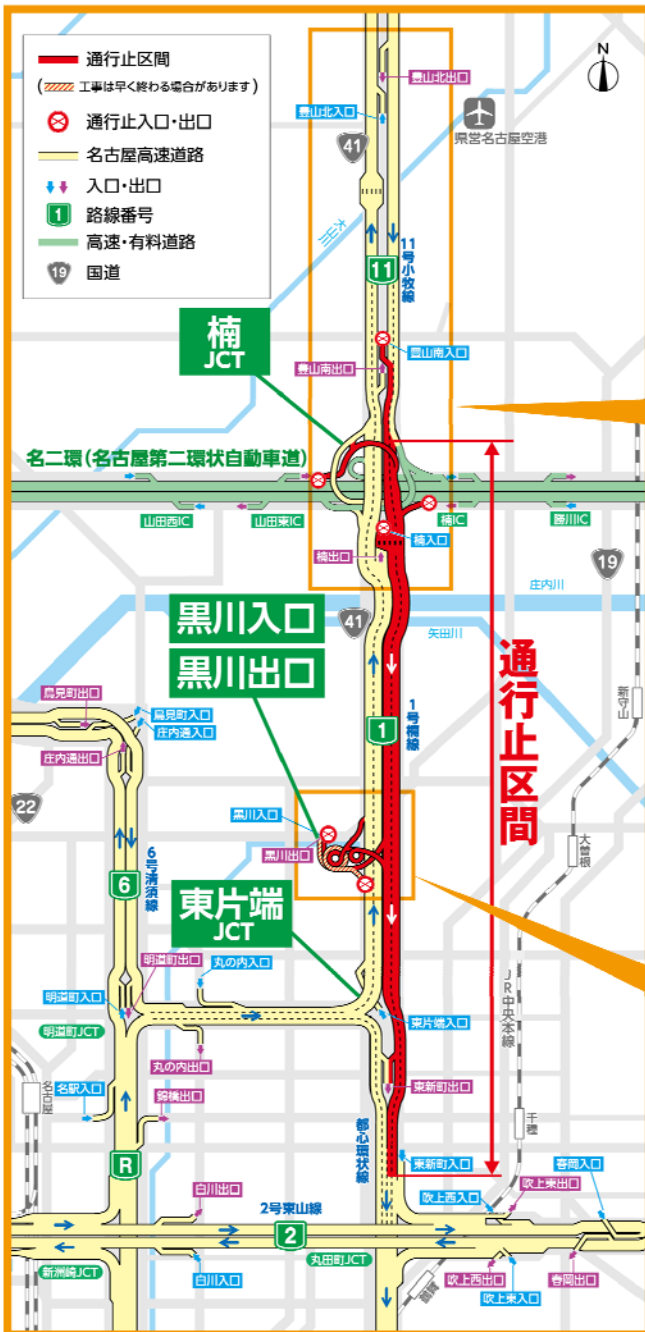 通行止区間
(工事は早く終わる場合があります)
通行止入口・出口
名古屋高速道路
入口・出口
1 路線番号
高速・有料道路
19 国道
N
豊山北出口
豊山北入口
県営名古屋空港
41
大山川
11号小牧線
11
楠
JCT
豊山南入口
豊山南出口
名二環(名古屋第二環状自動車道)
山田西IC
山田東IC
楠IC
勝川IC
楠入口
楠出口
19
庄内川
矢田川
41
黒川入口
黒川出口
通行止区間
新守山
鳥見町出口
鳥見町入口
庄内通入口
庄内通出口
1
1号楠線
22
黒川入口
黒川出口
大曽根
6号清須線
6
東片端
JCT
明道町出口
丸の内入口
明道町入口
明道町JCT
東片端入口
JR中央本線
丸の内出口
名古屋
名駅入口
錦橋出口
東新町出口
千種
都心環状線
R
東新町入口
春岡入口
白川出口
吹上西入口
吹上東出口
2号東山線
2
新洲崎JCT
丸田町JCT
白川入口
鶴舞
吹上西出口
吹上東入口
春岡出口